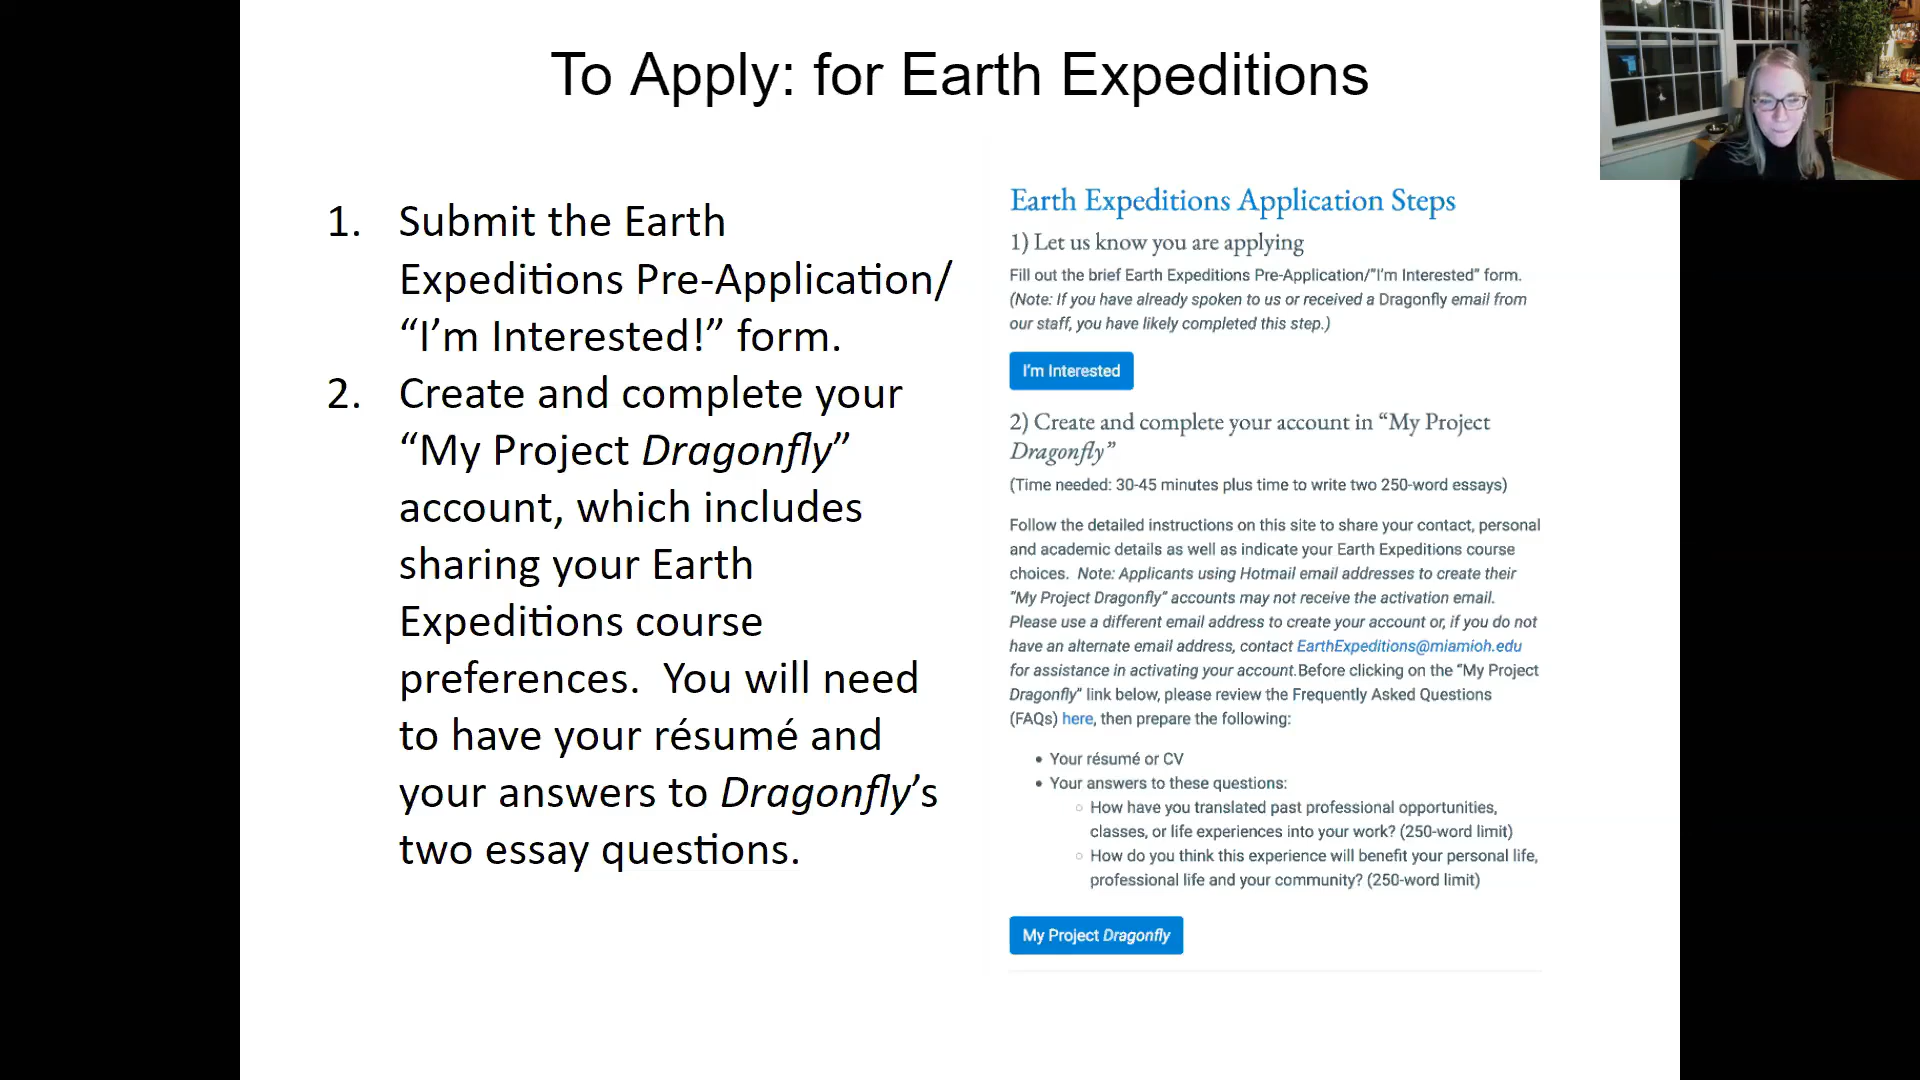 To Apply: for Earth Expeditions
1. Submit the Earth
Expeditions Pre-Application/
“I’m Interested!” form.
2. Create and complete your
“My Project Dragonfly”
account, which includes
sharing your Earth
Expeditions course
preferences.  You will need
to have your résumé and
your answers to Dragonfly’s
two essay questions.
Earth Expeditions Application Steps
1) Let us know you are applying
Fill out the brief Earth Expeditions Pre-Application/"I’m Interested” form.
(Note: If you have already spoken to us or received a Dragonfly email from
our staff, you have likely completed this step.)
I’m Interested
2) Create and complete your account in “My Project
Dragonfly”
(Time needed: 30-45 minutes plus time to write two 250-word essays)
Follow the detailed instructions on this site to share your contact, personal
and academic details as well as indicate your Earth Expeditions course
choices.  Note: Applicants using Hotmail email addresses to create their
“My Project Dragonfly” accounts may not receive the activation email.
Please use a different email address to create your account or, if you do not
have an alternate email address, contact EarthExpeditions@miamioh.edu
for assistance in activating your account.Before clicking on the “My Project
Dragonfly” link below, please review the Frequently Asked Questions
(FAQs) here, then prepare the following:
• Your résumé or CV
• Your answers to these questions:
○ How have you translated past professional opportunities,
classes, or life experiences into your work? (250-word limit)
○ How do you think this experience will benefit your personal life,
professional life and your community? (250-word limit)
My Project Dragonfly